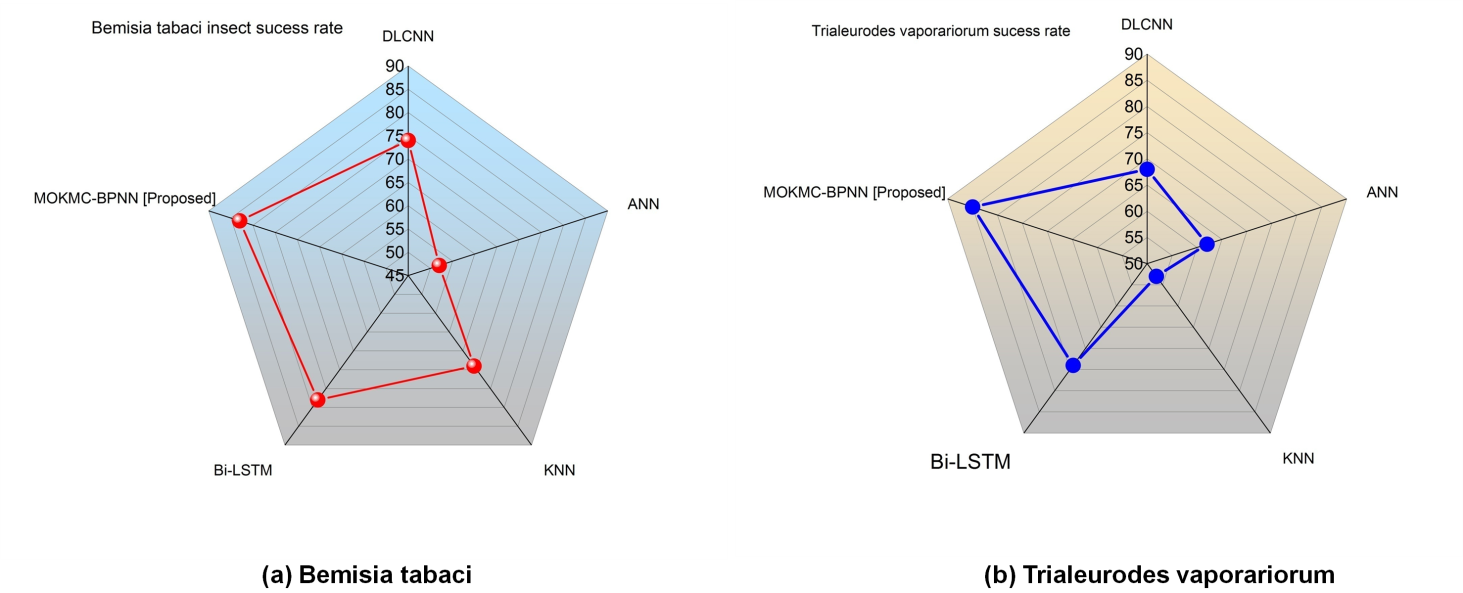 Bemisia tabaci insect sucess rate
DLCNN
90
85
80
75
70
65
60
55
50
45
MOKMC-BPNN [Proposed]
ANN
Bi-LSTM
KNN
(a) Bemisia tabaci
Trialeurodes vaporariorum sucess rate
DLCNN
90
85
80
75
70
65
60
55
50
MOKMC-BPNN [Proposed]
ANN
Bi-LSTM
KNN
(b) Trialeurodes vaporariorum